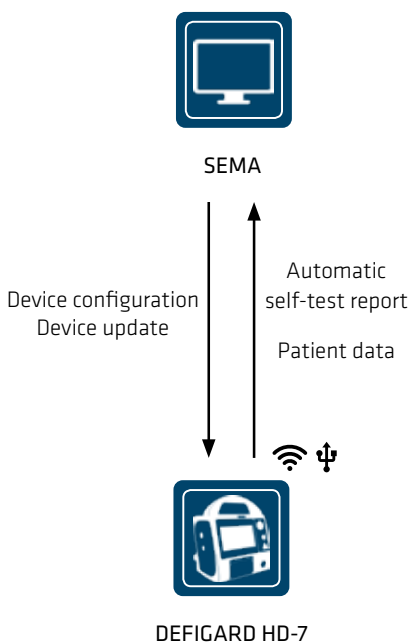 SEMA
Device configuration
Device update
Automatic
self-test report
Patient data
DEFIGARD HD-7